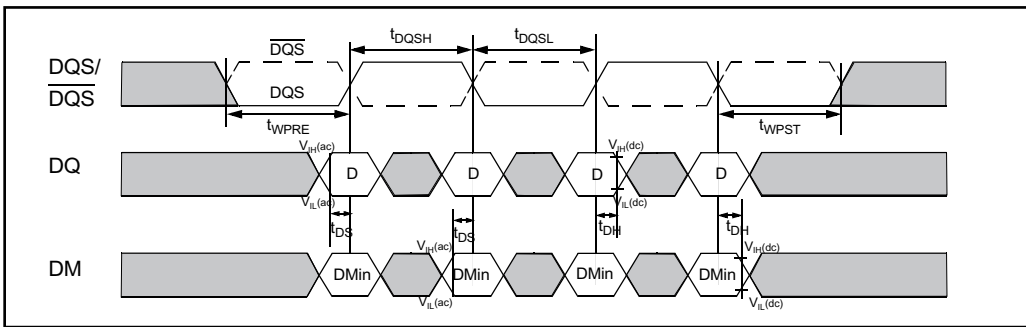 tDQSH tDQSL
DQS
DQS/
DQS
DQS
tWPRE tWPST
VIH(ac) VIH(dc)
DQ D D D D
VIL(ac) VIL(dc)
tDS tDS tDH tDH
VIH(ac) VIH(dc)
DM DMin DMin DMin DMin
VIL(ac) VIL(dc)